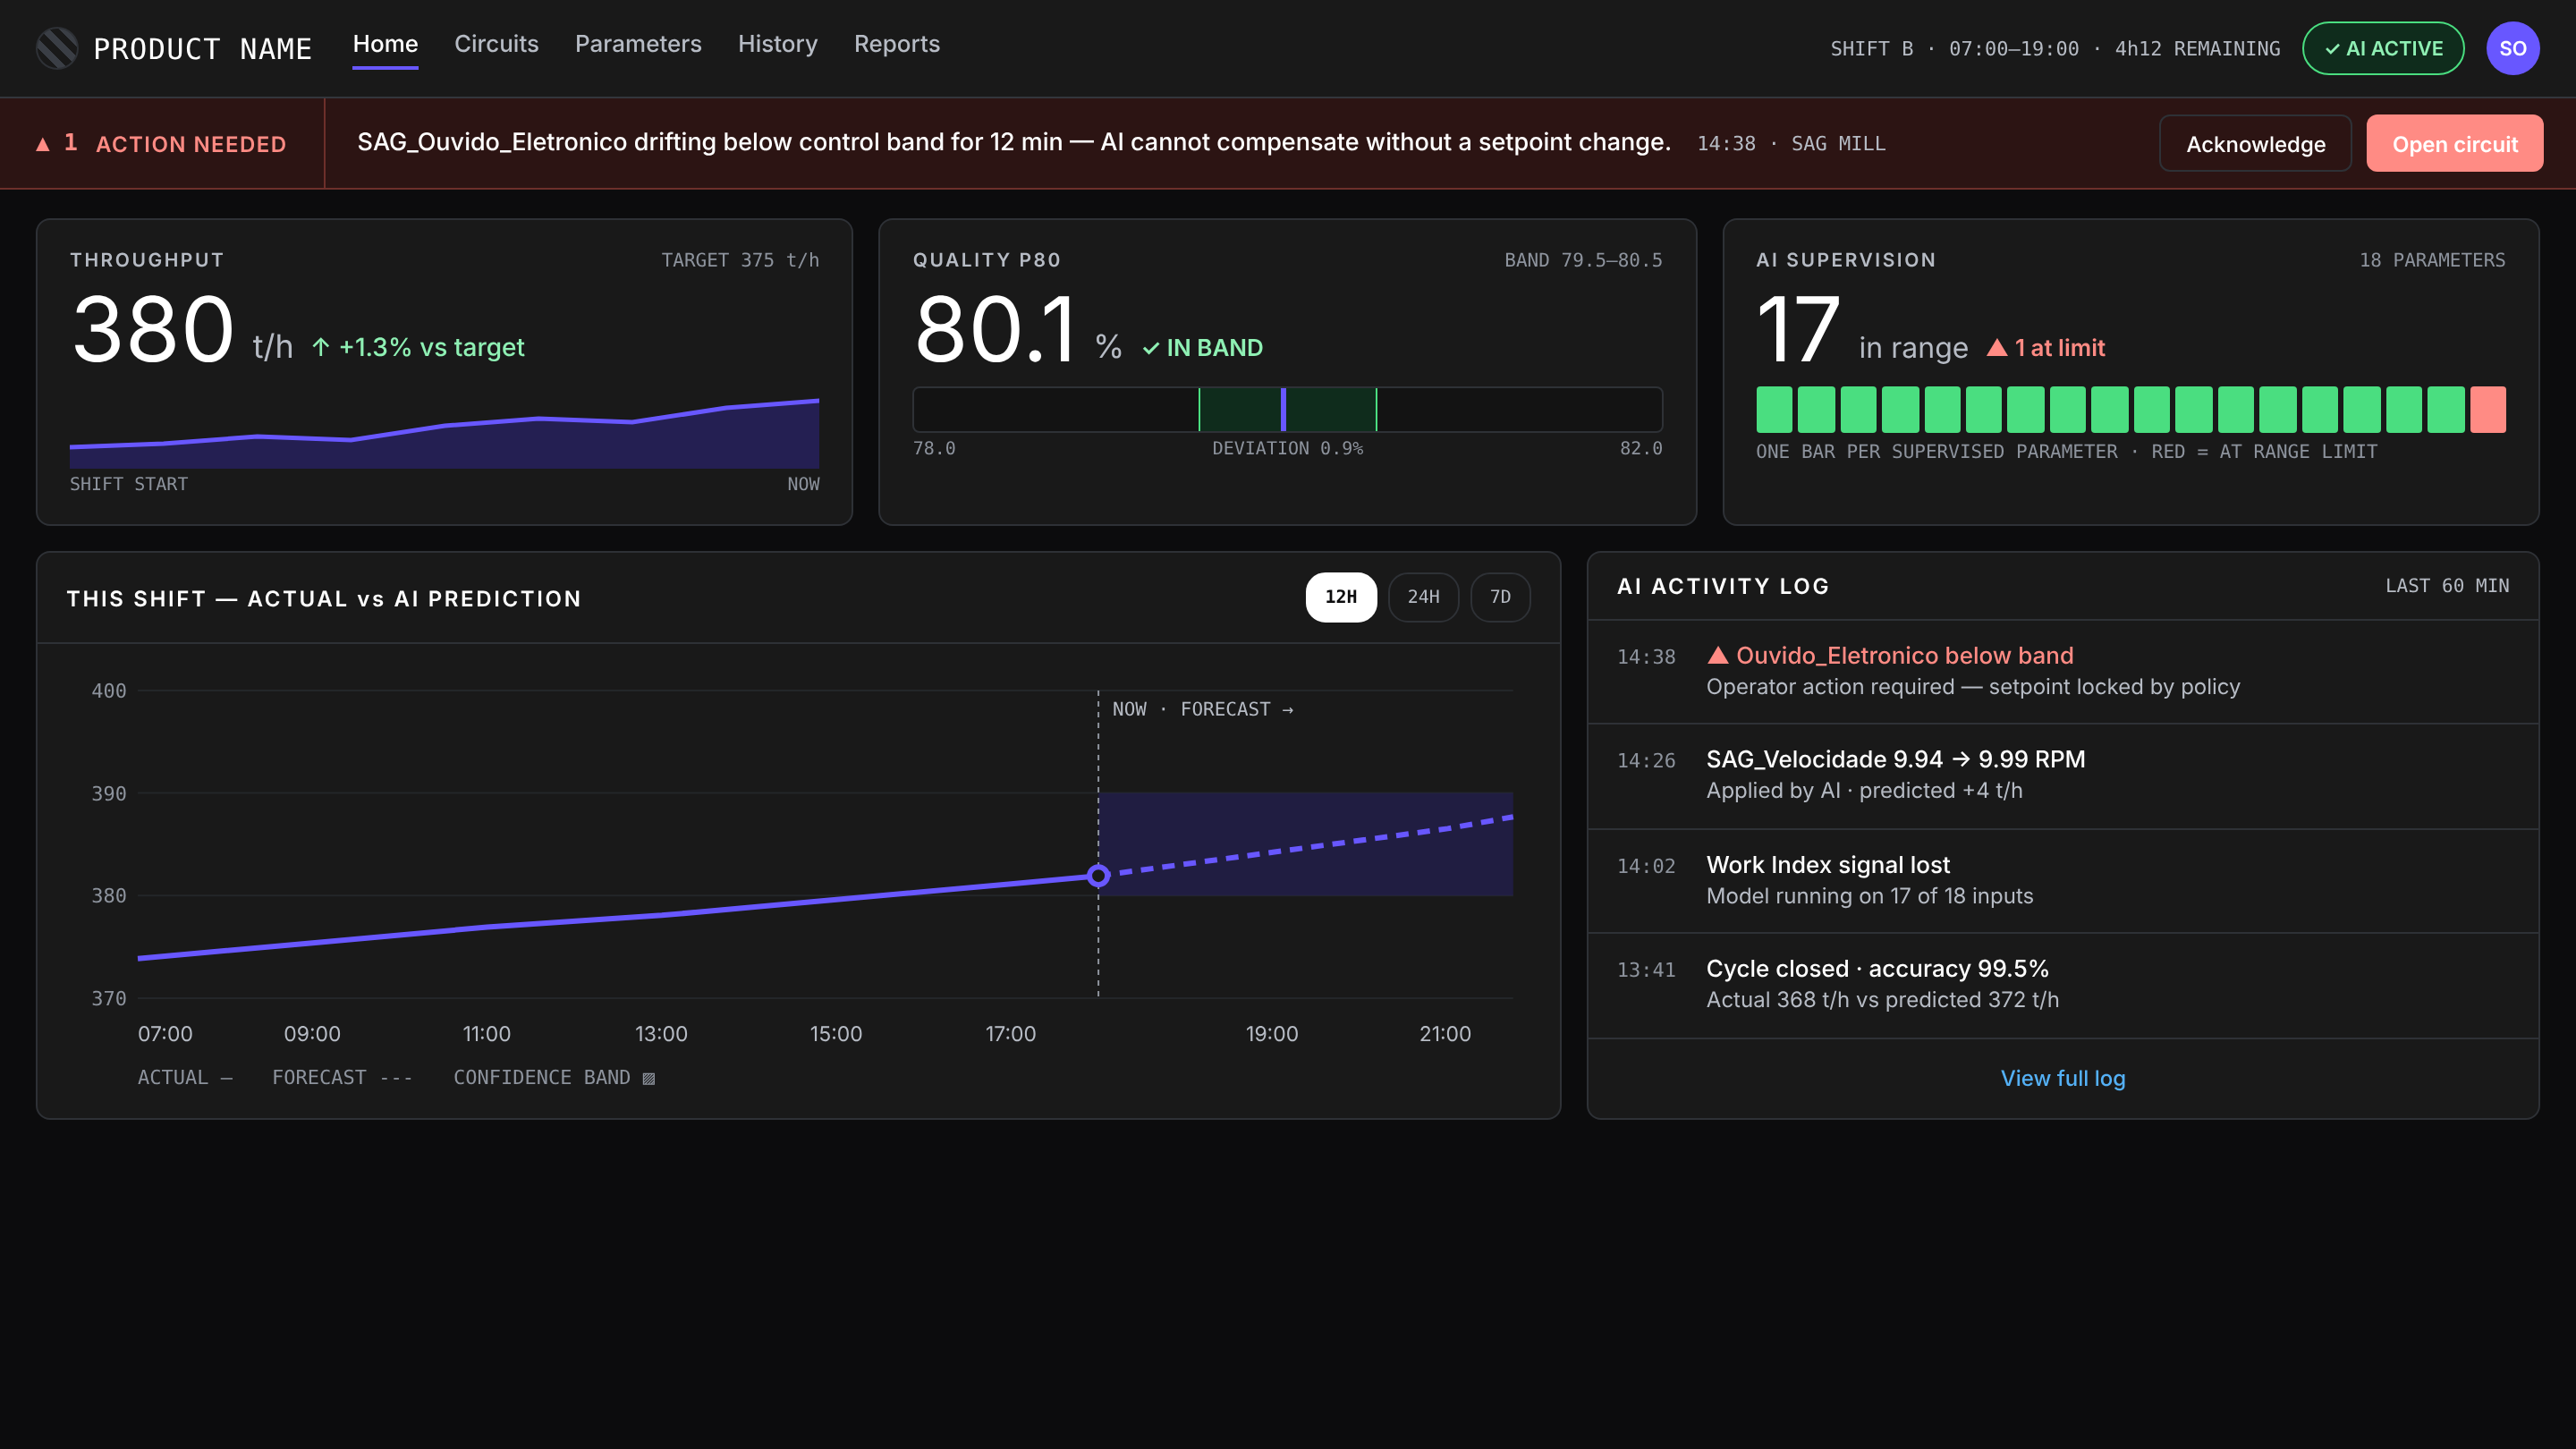 PRODUCT NAME Home Circuits Parameters History Reports SHIFT B · 07:00–19:00 · 4h12 REMAINING ✓ AI ACTIVE SO
▲ 1 ACTION NEEDED SAG_Ouvido_Eletronico drifting below control band for 12 min — AI cannot compensate without a setpoint change. 14:38 · SAG MILL Acknowledge Open circuit
THROUGHPUT TARGET 375 t/h
380 t/h ↑ +1.3% vs target
SHIFT START NOW
QUALITY P80 BAND 79.5–80.5
80.1 % ✓ IN BAND
78.0 DEVIATION 0.9% 82.0
AI SUPERVISION 18 PARAMETERS
17 in range ▲ 1 at limit
ONE BAR PER SUPERVISED PARAMETER · RED = AT RANGE LIMIT
THIS SHIFT — ACTUAL vs AI PREDICTION 12H 24H 7D
400
NOW · FORECAST →
390
380
370
07:00 09:00 11:00 13:00 15:00 17:00 19:00 21:00
ACTUAL — FORECAST --- CONFIDENCE BAND ▨
AI ACTIVITY LOG LAST 60 MIN
14:38 ▲ Ouvido_Eletronico below band
Operator action required — setpoint locked by policy
14:26 SAG_Velocidade 9.94 → 9.99 RPM
Applied by AI · predicted +4 t/h
14:02 Work Index signal lost
Model running on 17 of 18 inputs
13:41 Cycle closed · accuracy 99.5%
Actual 368 t/h vs predicted 372 t/h
View full log